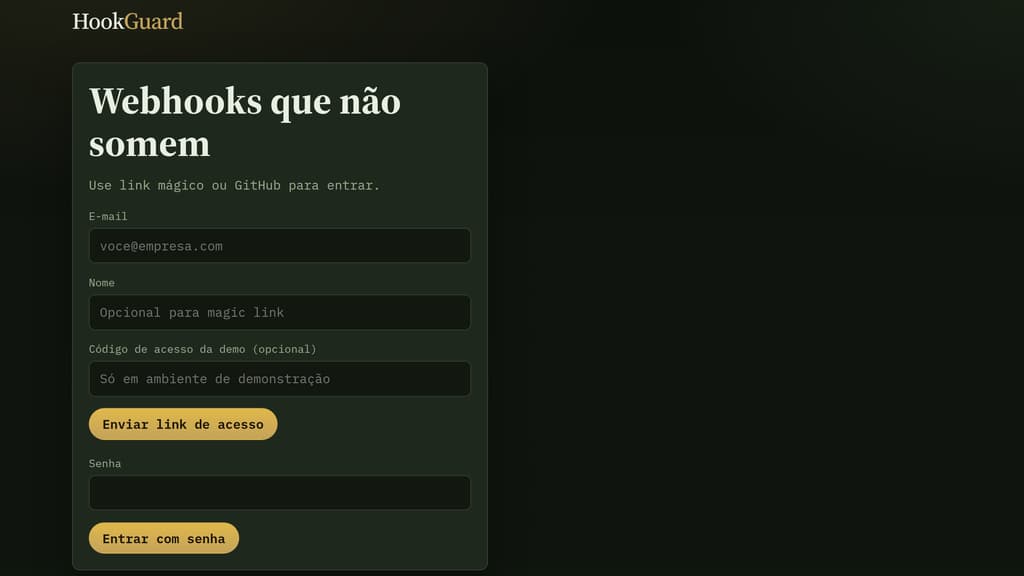 HookGuard
Webhooks que não
somem
Use link mágico ou GitHub para entrar.
E-mail
voce@empresa.com
Nome
Opcional para magic link
Código de acesso da demo (opcional)
Só em ambiente de demonstração
Enviar link de acesso
Senha
Entrar com senha